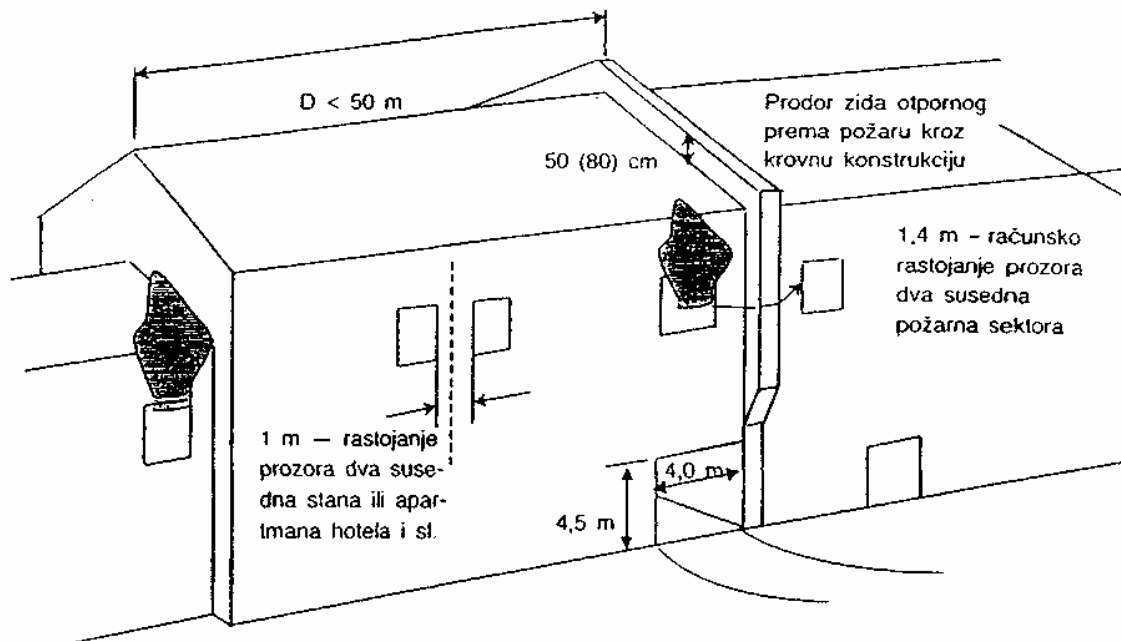 D < 50 m
50 (80) cm
Prodor zida otpornog
prema požaru kroz
krovnu konstrukciju
1,4 m – računsko
rastojanje prozora
dva susedna
požarna sektora
1 m — rastojanje
prozora dva suse-
dna stana ili apar-
tmana hotela i sl.
4,0 m
4,5 m